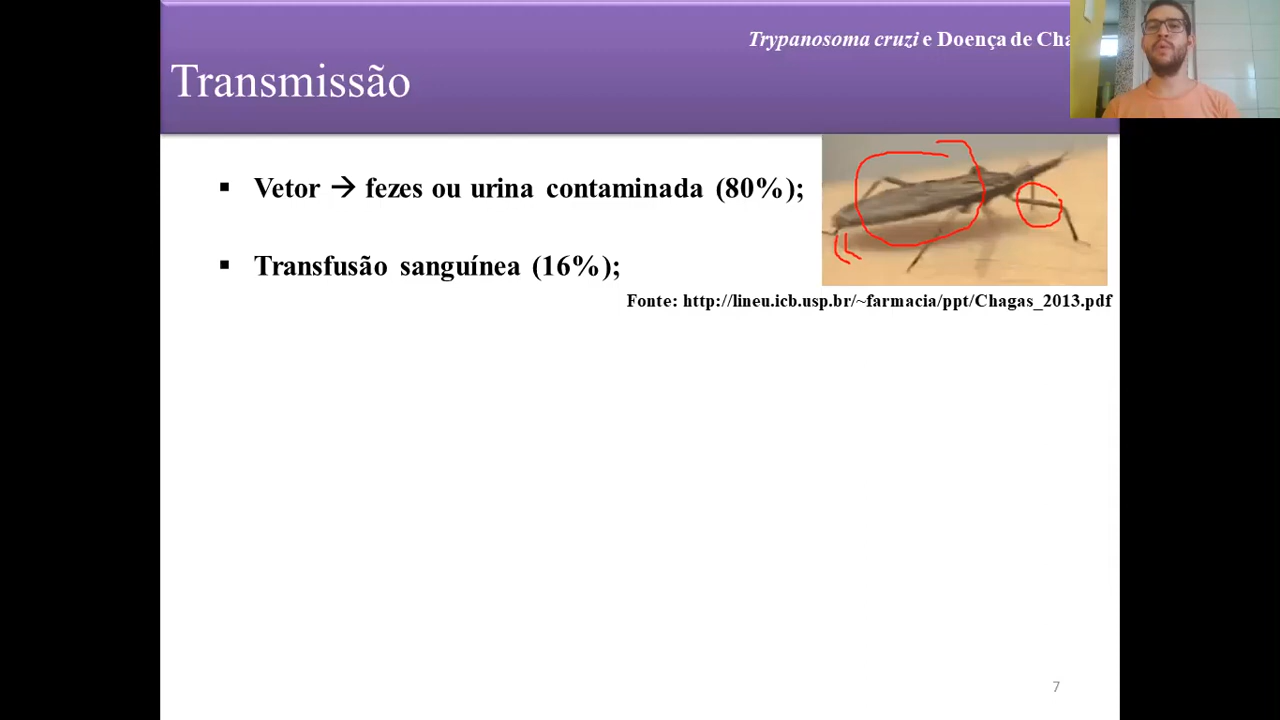 Trypanosoma cruzi e Doença de Cha
Transmissão
▪ Vetor → fezes ou urina contaminada (80%);
▪ Transfusão sanguínea (16%);
Fonte: http://lineu.icb.usp.br/~farmacia/ppt/Chagas_2013.pdf
7